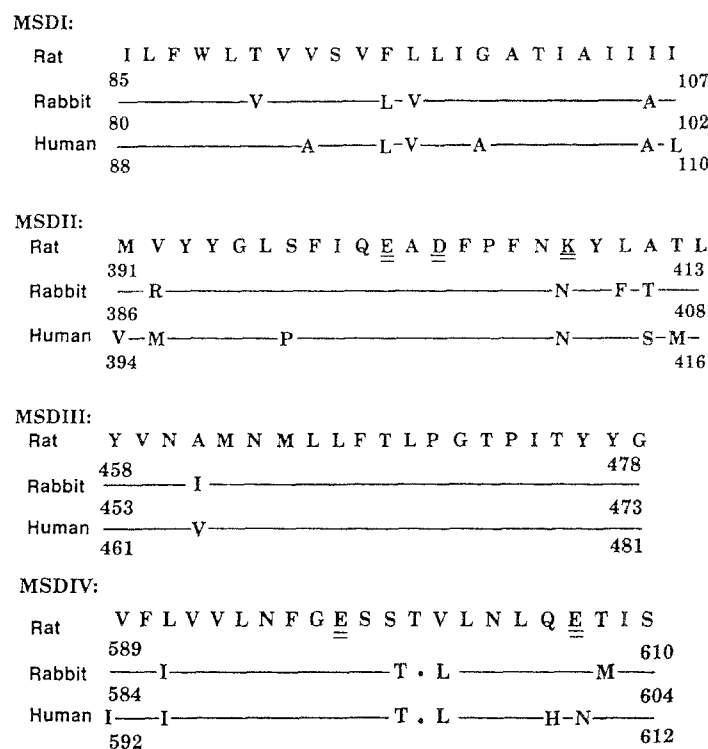 MSDI:
Rat I L F W L T V V S V F L L I G A T I A I I I I
85 107
Rabbit V L-V A
80 102
Human A L-V A A-L
88 110
MSDII:
Rat M V Y Y G L S F I Q E A D F P F N K Y L A T L
391 413
Rabbit R N F-T
386 408
Human V-M P N S-M-
394 416
MSDIII:
Rat Y V N A M N M L L F T L P G T P I T Y Y G
458 478
Rabbit I
453 473
Human V
461 481
MSDIV:
Rat V F L V V L N F G E S S T V L N L Q E T I S
589 610
Rabbit I T . L M
584 604
Human I I T . L H-N
592 612